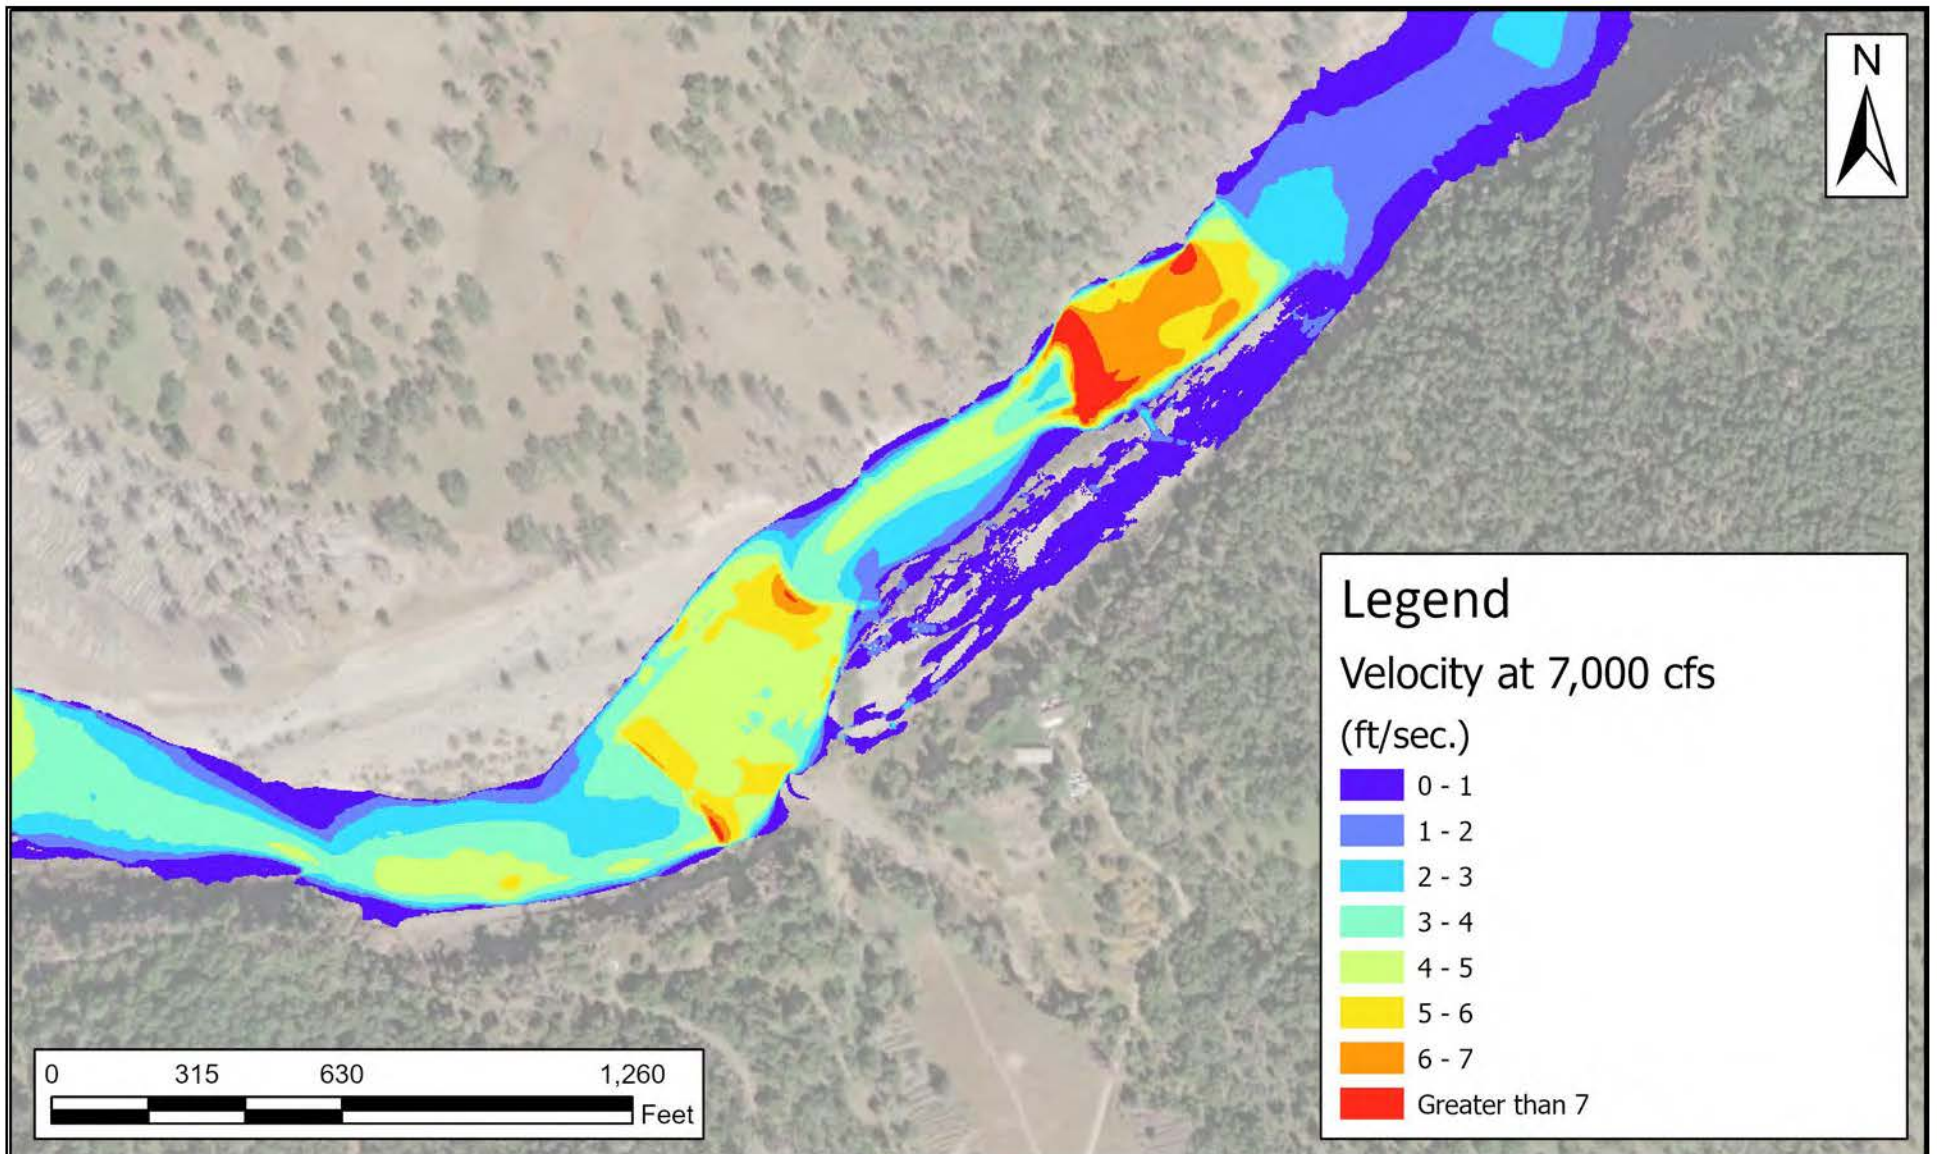 N
Legend
Velocity at 7,000 cfs
(ft/sec.)
0 - 1
1 - 2
2 - 3
3 - 4
4 - 5
5 - 6
6 - 7
Greater than 7
0 315 630 1,260
Feet